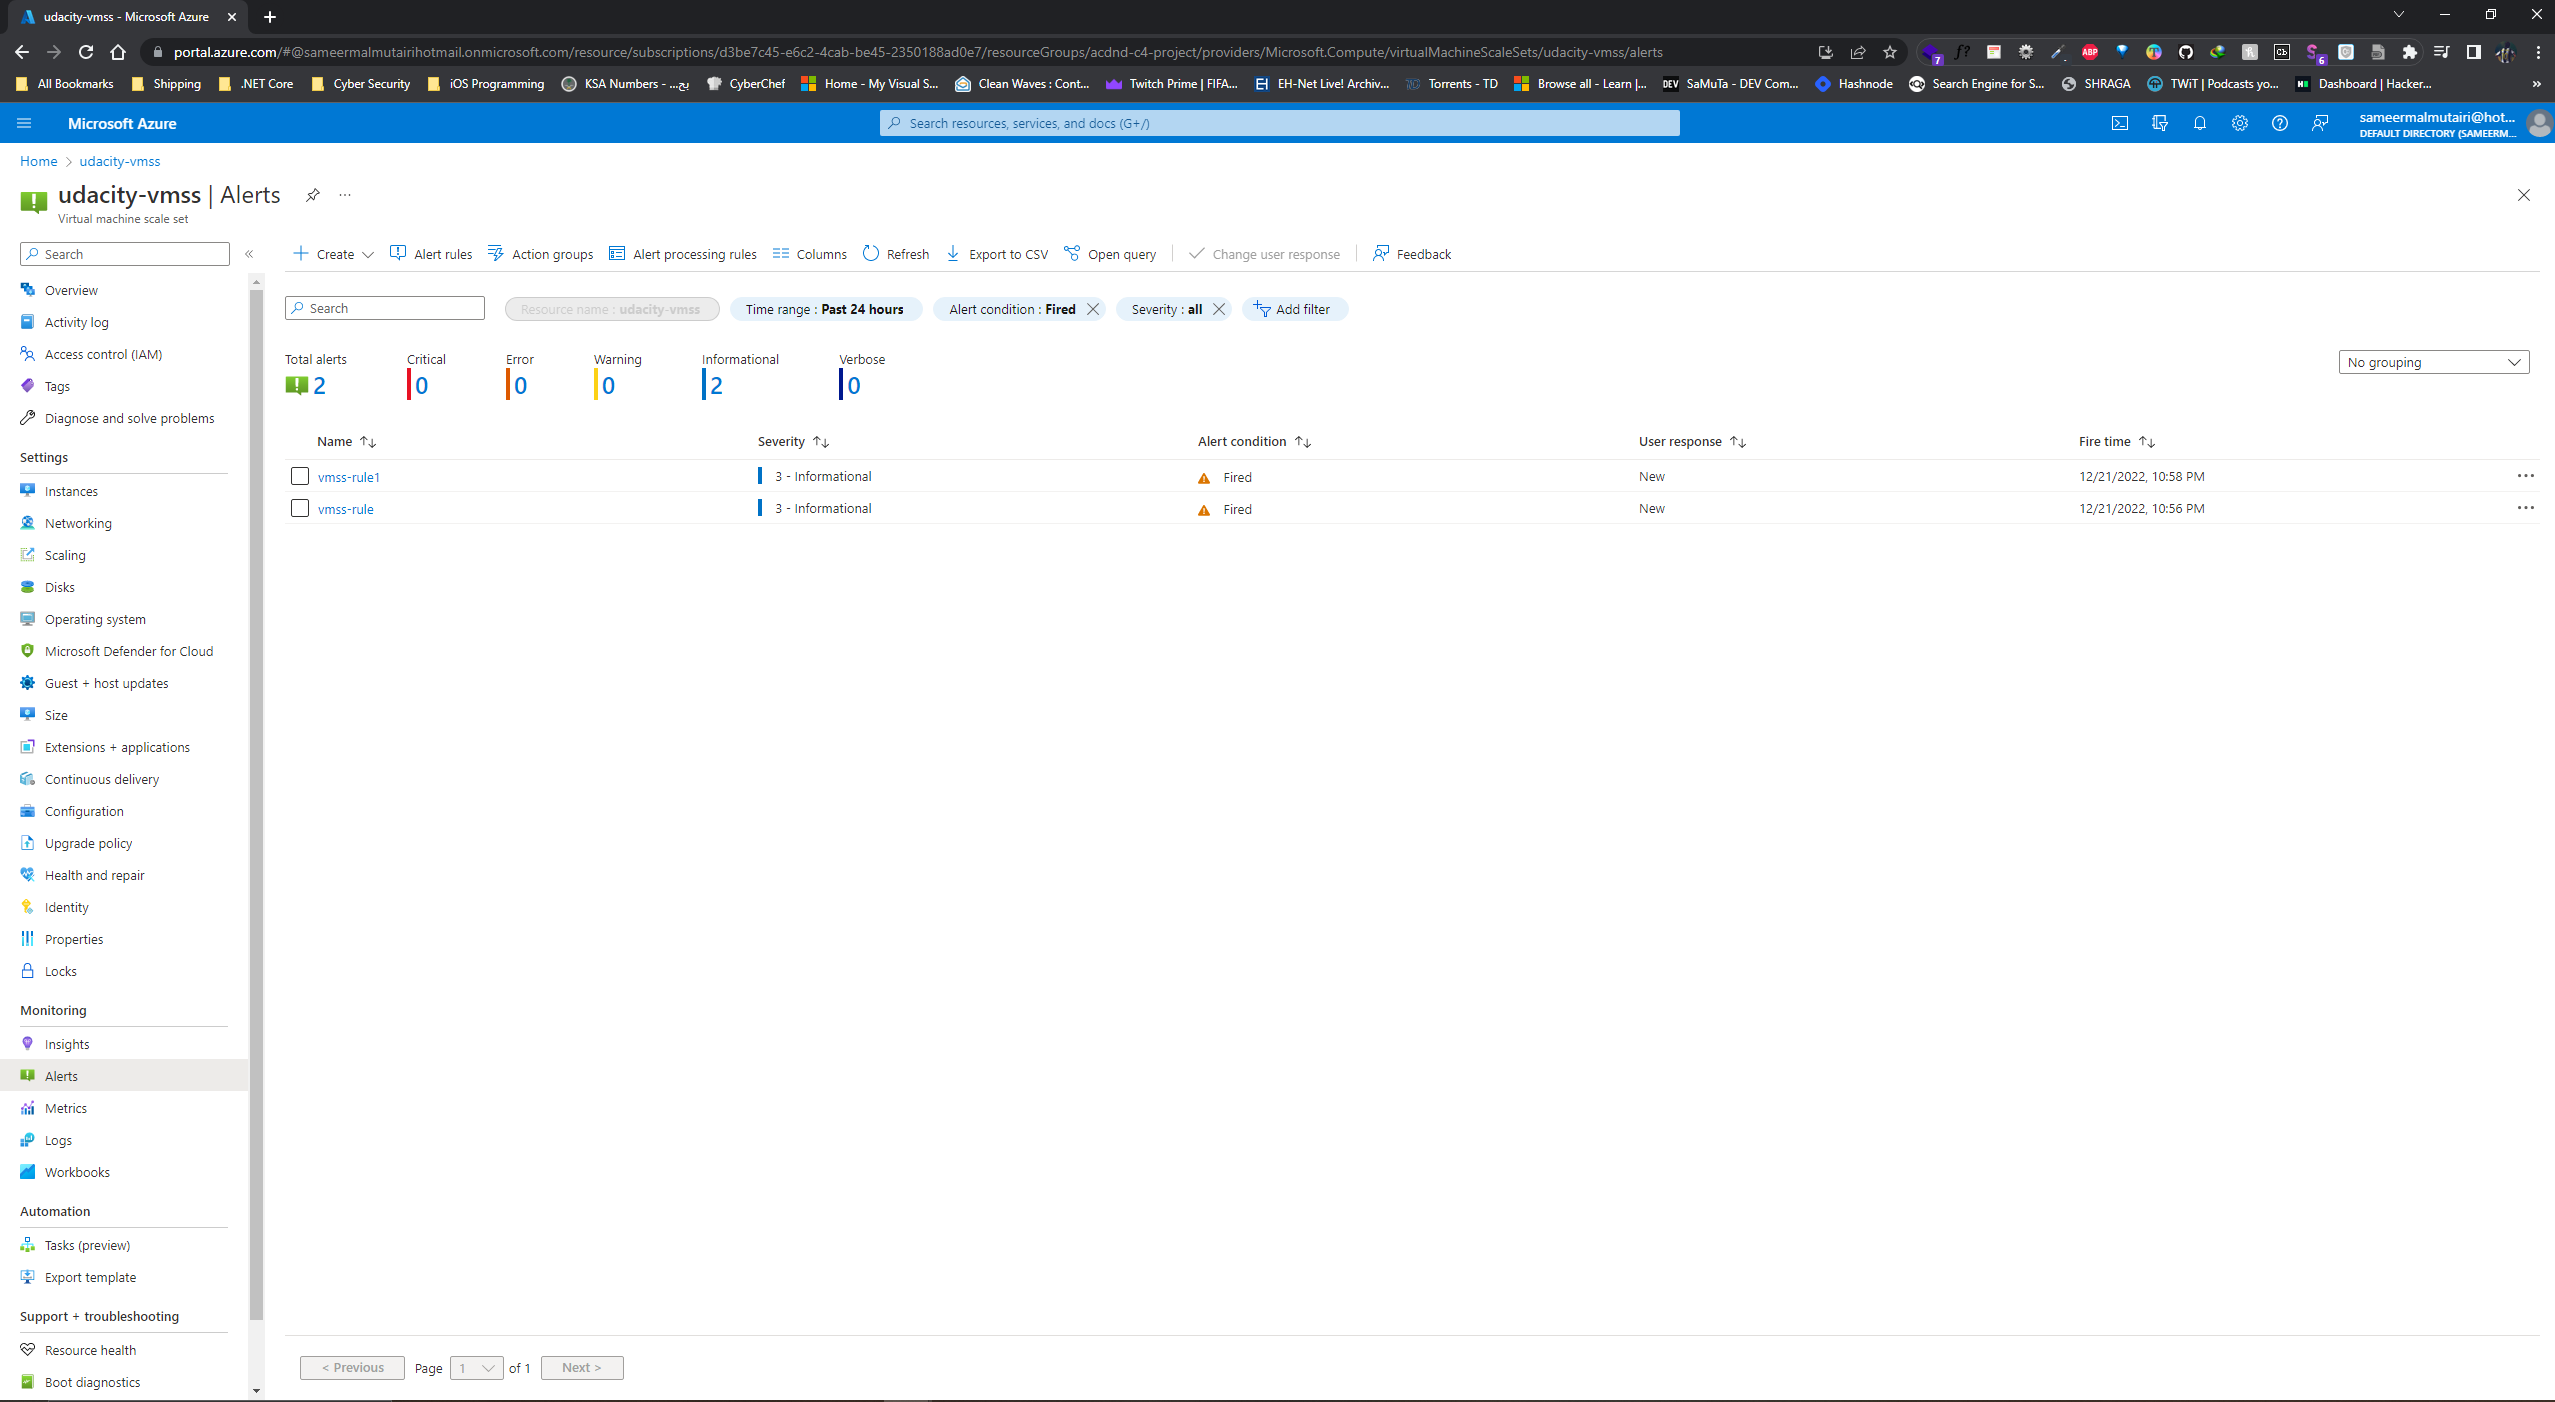 udacity-vmss - Microsoft Azure
portal.azure.com/#@sameermalmutairihotmail.onmicrosoft.com/resource/subscriptions/d3be7c45-e6c2-4cab-be45-2350188ad0e7/resourceGroups/acdnd-c4-project/providers/Microsoft.Compute/virtualMachineScaleSets/udacity-vmss/alerts
7 f? ABP Cb 6
All Bookmarks Shipping .NET Core Cyber Security iOS Programming KSA Numbers - ...بح CyberChef Home - My Visual S... Clean Waves : Cont... Twitch Prime | FIFA... EH-Net Live! Archiv... Torrents - TD Browse all - Learn |... DEV SaMuTa - DEV Com... Hashnode Search Engine for S... SHRAGA TWiT | Podcasts yo... Dashboard | Hacker... »
Microsoft Azure
Search resources, services, and docs (G+/)
sameermalmutairi@hot...
DEFAULT DIRECTORY (SAMEERM...
Home > udacity-vmss
udacity-vmss | Alerts ...
Virtual machine scale set
Search «
Overview
Activity log
Access control (IAM)
Tags
Diagnose and solve problems
Settings
Instances
Networking
Scaling
Disks
Operating system
Microsoft Defender for Cloud
Guest + host updates
Size
Extensions + applications
Continuous delivery
Configuration
Upgrade policy
Health and repair
Identity
Properties
Locks
Monitoring
Insights
Alerts
Metrics
Logs
Workbooks
Automation
Tasks (preview)
Export template
Support + troubleshooting
Resource health
Boot diagnostics
Create Alert rules Action groups Alert processing rules Columns Refresh Export to CSV Open query Change user response Feedback
Search Resource name : udacity-vmss Time range : Past 24 hours Alert condition : Fired Severity : all Add filter
Total alerts Critical Error Warning Informational Verbose
2 0 0 0 2 0
No grouping
Name Severity Alert condition User response Fire time
vmss-rule1 3 - Informational Fired New 12/21/2022, 10:58 PM ...
vmss-rule 3 - Informational Fired New 12/21/2022, 10:56 PM ...
< Previous Page 1 of 1 Next >